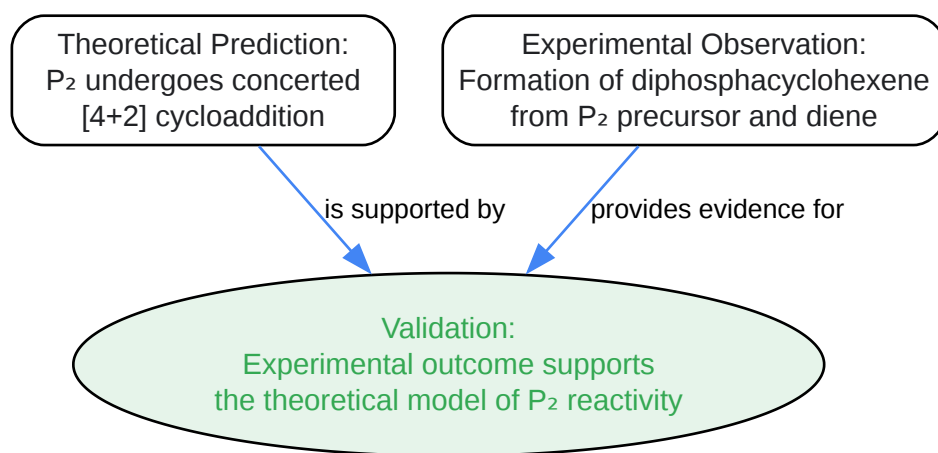 Theoretical Prediction:
P₂ undergoes concerted
[4+2] cycloaddition
Experimental Observation:
Formation of diphosphacyclohexene
from P₂ precursor and diene
is supported by
provides evidence for
Validation:
Experimental outcome supports
the theoretical model of P₂ reactivity